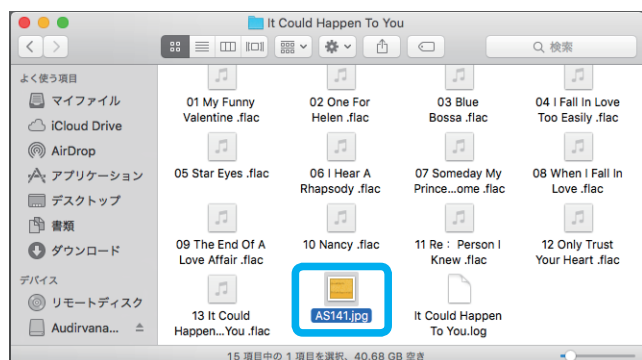 It Could Happen To You
検索
よく使う項目
マイファイル
iCloud Drive
AirDrop
アプリケーション
デスクトップ
書類
ダウンロード
デバイス
リモートディスク
Audirvana...
01 My Funny
Valentine .flac
02 One For
Helen .flac
03 Blue
Bossa .flac
04 I Fall In Love
Too Easily .flac
05 Star Eyes .flac
06 I Hear A
Rhapsody .flac
07 Someday My
Prince...ome .flac
08 When I Fall In
Love .flac
09 The End Of A
Love Affair .flac
10 Nancy .flac
11 Re： Person I
Knew .flac
12 Only Trust
Your Heart .flac
13 It Could
Happen...You .flac
AS141.jpg
It Could Happen
To You.log
15 項目中の 1 項目を選択、40.68 GB 空き